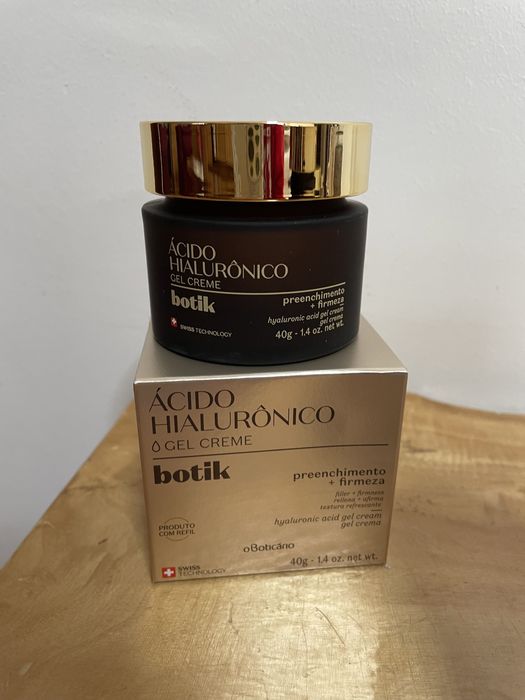 ÁCIDO
HIALURÔNICO
GEL CREME
botik
preenchimento
+ firmeza
hyaluronic acid gel cream
gel crema
SWISS TECHNOLOGY
40g - 1.4 oz. net wt.
ÁCIDO
HIALURÔNICO
GEL CREME
botik
preenchimento
+ firmeza
filler + firmness
rellena + afirma
textura refrescante
hyaluronic acid gel cream
gel crema
PRODUTO
COM REFIL
oBoticário
SWISS
TECHNOLOGY
40g - 1.4 oz. net wt.